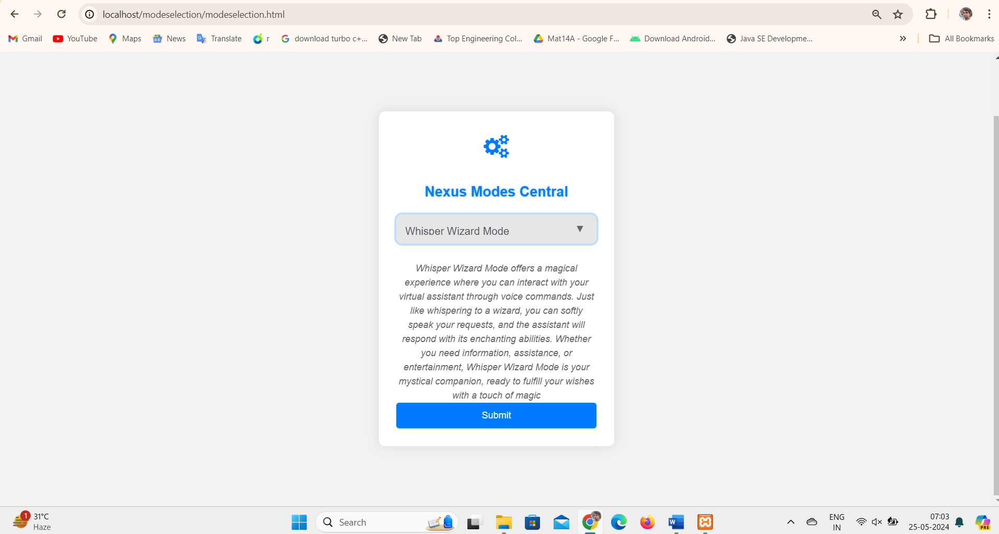 localhost/modeselection/modeselection.html
Gmail YouTube Maps News Translate r download turbo c+... New Tab Top Engineering Col... Mat14A - Google F... Download Android... Java SE Developme... » All Bookmarks
Nexus Modes Central
Whisper Wizard Mode ▼
Whisper Wizard Mode offers a magical
experience where you can interact with your
virtual assistant through voice commands. Just
like whispering to a wizard, you can softly
speak your requests, and the assistant will
respond with its enchanting abilities. Whether
you need information, assistance, or
entertainment, Whisper Wizard Mode is your
mystical companion, ready to fulfill your wishes
with a touch of magic
Submit
1 31°C
Haze
Search
W
ENG
IN
07:03
25-05-2024
PRE